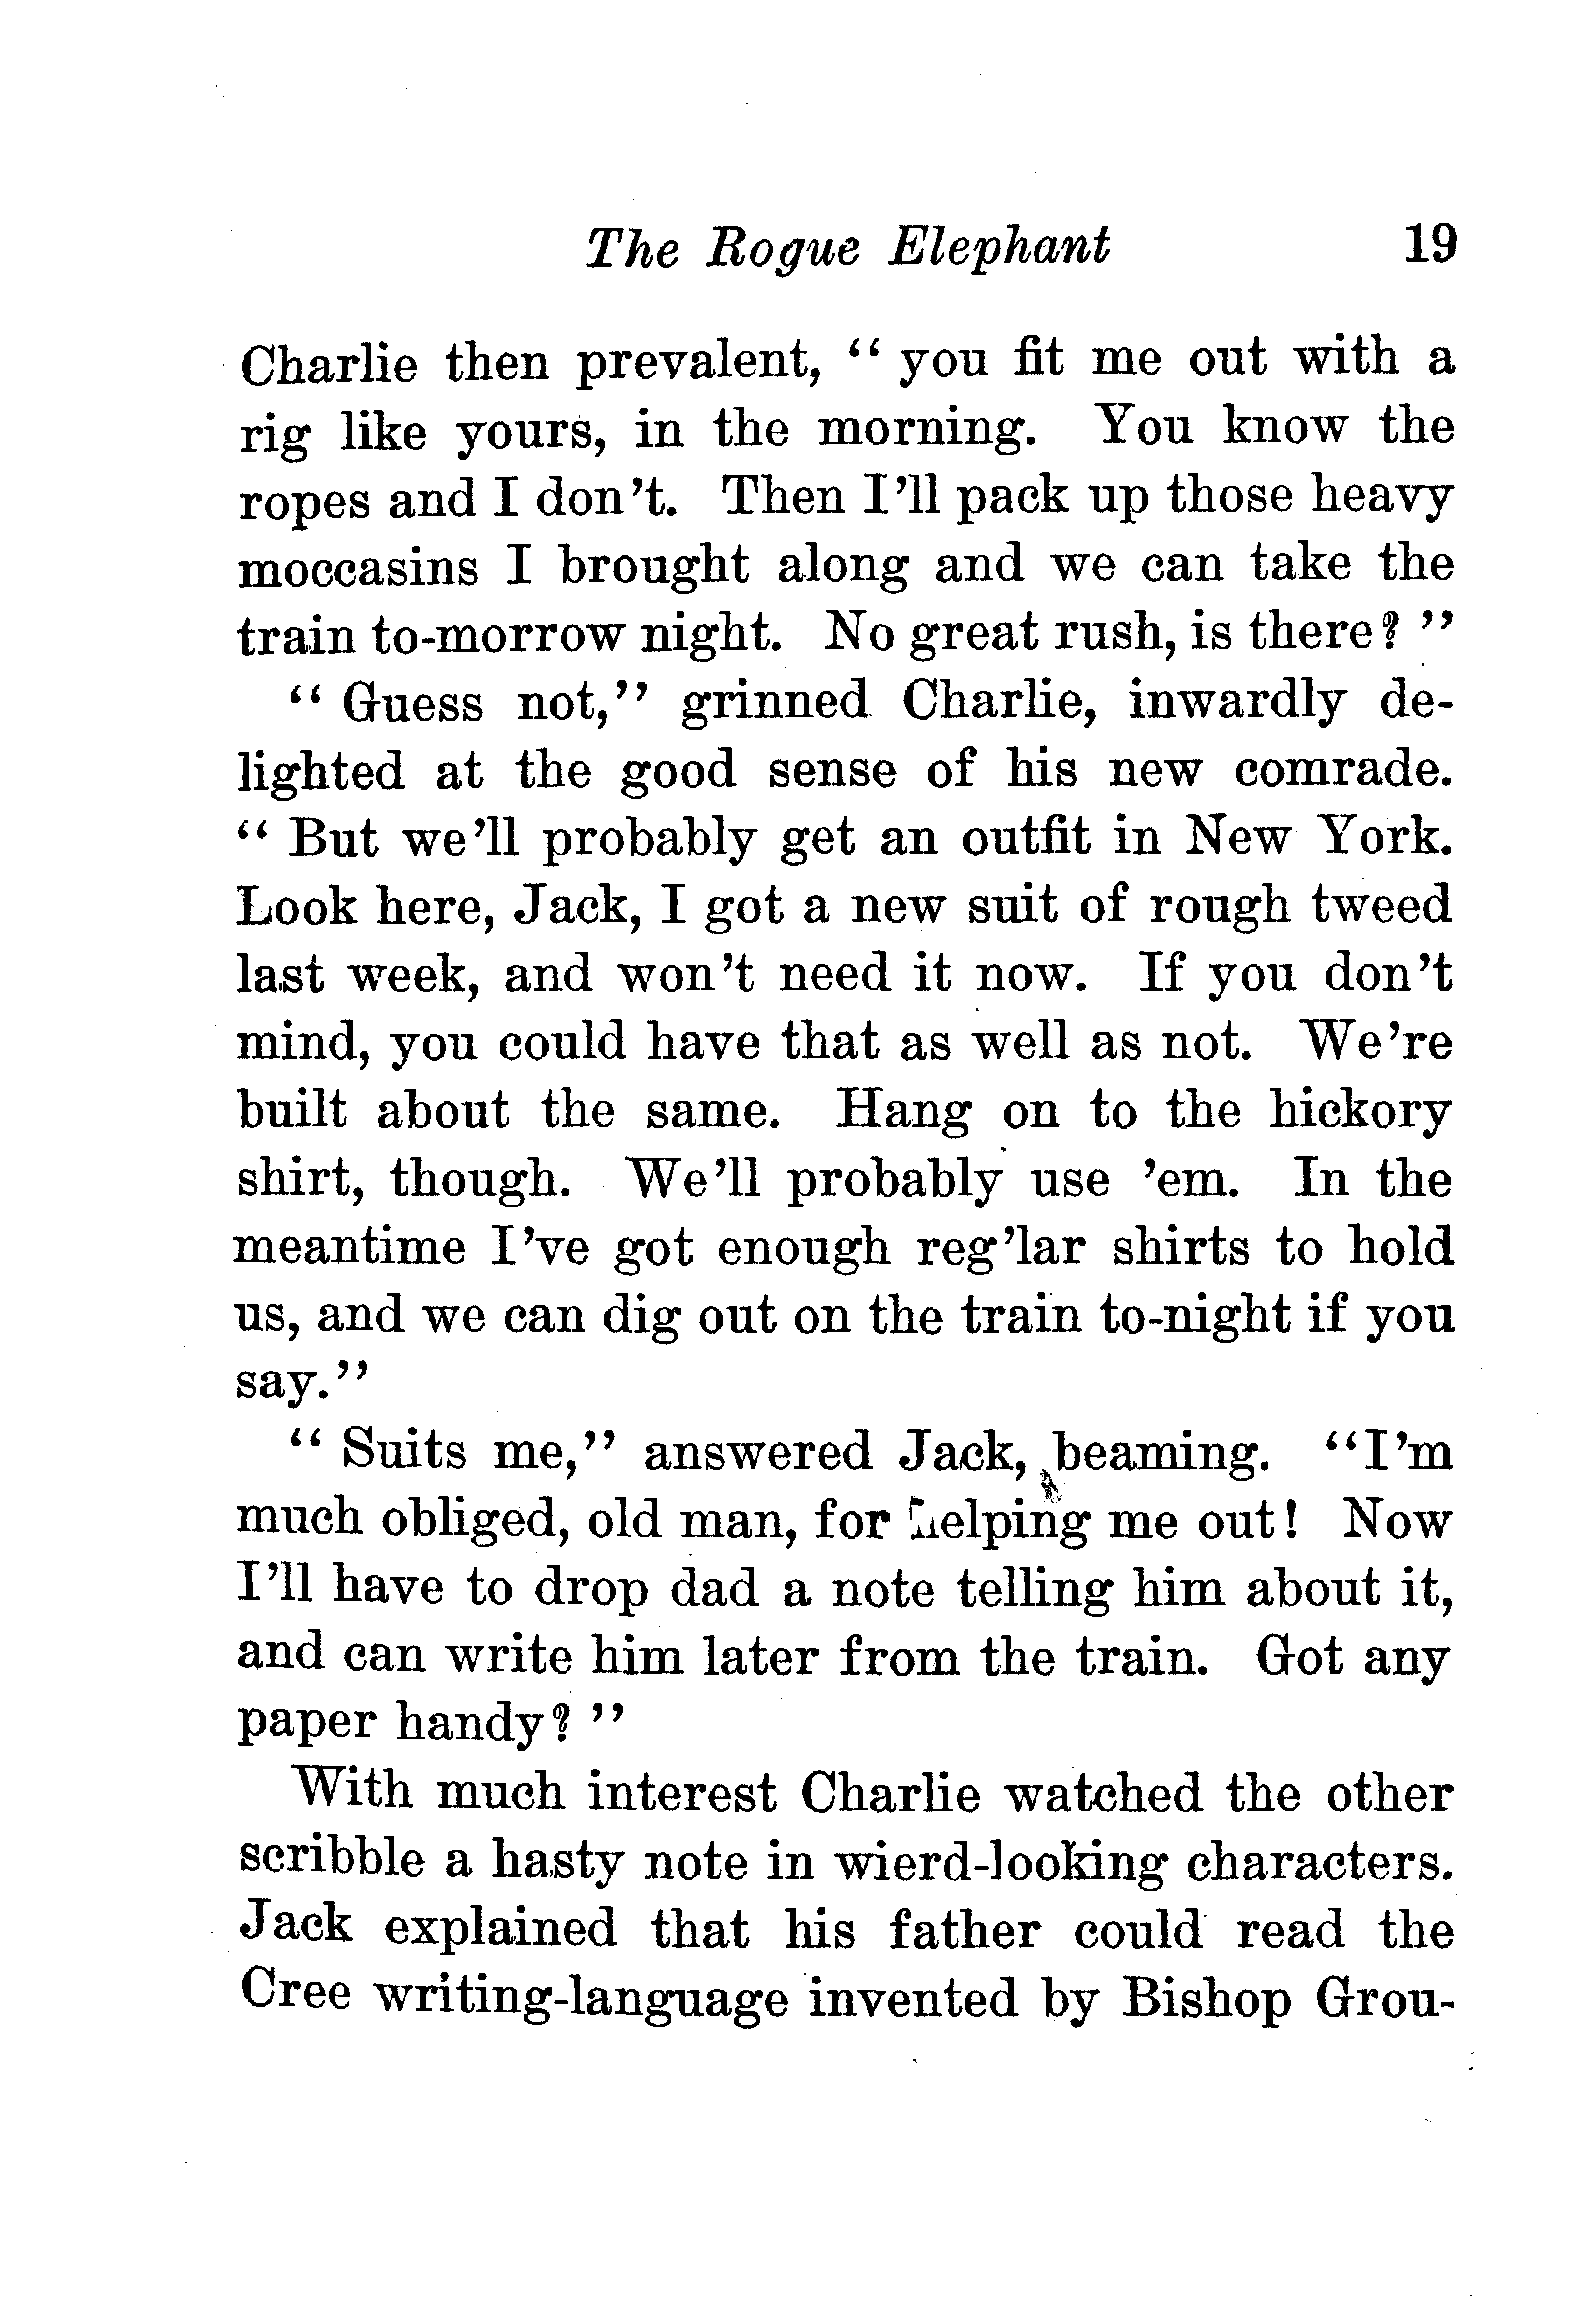 The Rogue Elephant 19
Charlie then prevalent, “ you fit me out with a
rig like yours, in the morning. You know the
ropes and I don’t. Then I’ll pack up those heavy
moccasins I brought along and we can take the
train to-morrow night. No great rush, is there? ”
“ Guess not,” grinned Charlie, inwardly de-
lighted at the good sense of his new comrade.
“ But we’ll probably get an outfit in New York.
Look here, Jack, I got a new suit of rough tweed
last week, and won’t need it now. If you don’t
mind, you could have that as well as not. We’re
built about the same. Hang on to the hickory
shirt, though. We’ll probably use ’em. In the
meantime I’ve got enough reg’lar shirts to hold
us, and we can dig out on the train to-night if you
say.”
“ Suits me,” answered Jack, beaming. “I’m
much obliged, old man, for helping me out! Now
I’ll have to drop dad a note telling him about it,
and can write him later from the train. Got any
paper handy? ”
With much interest Charlie watched the other
scribble a hasty note in wierd-looking characters.
Jack explained that his father could read the
Cree writing-language invented by Bishop Grou-